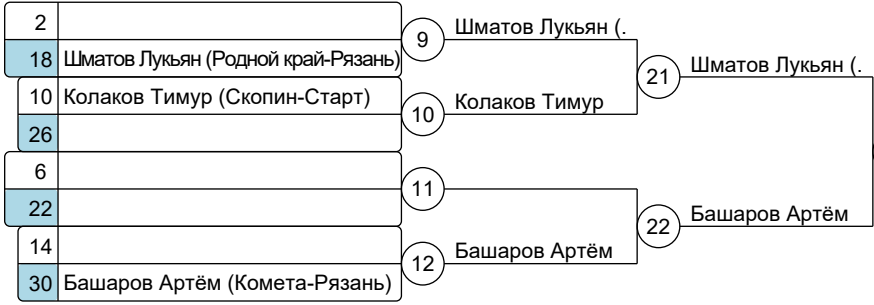 2
18 Шматов Лукьян (Родной край-Рязань)
9
Шматов Лукьян (.
10 Колаков Тимур (Скопин-Старт)
26
10
Колаков Тимур
21
Шматов Лукьян (.
6
22
11
14
30 Башаров Артём (Комета-Рязань)
12
Башаров Артём
22
Башаров Артём